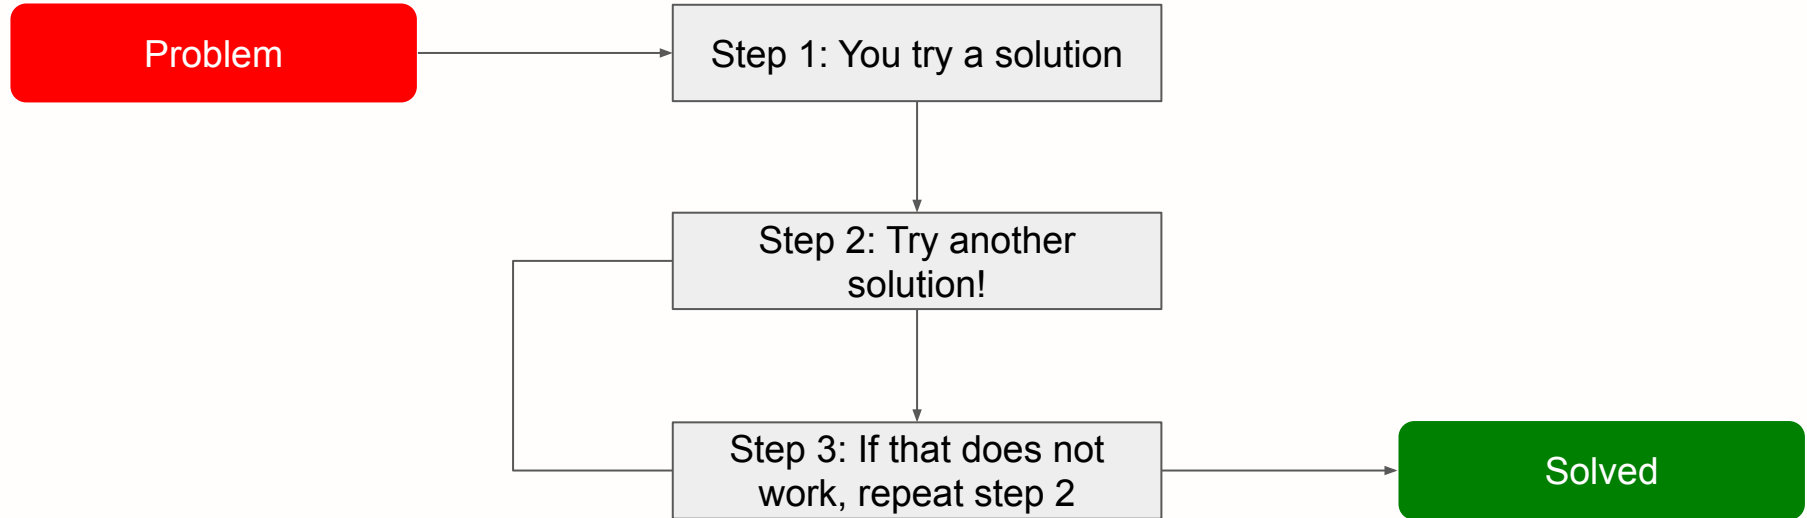 Problem
Step 1: You try a solution
Step 2: Try another
solution!
Step 3: If that does not
work, repeat step 2
Solved